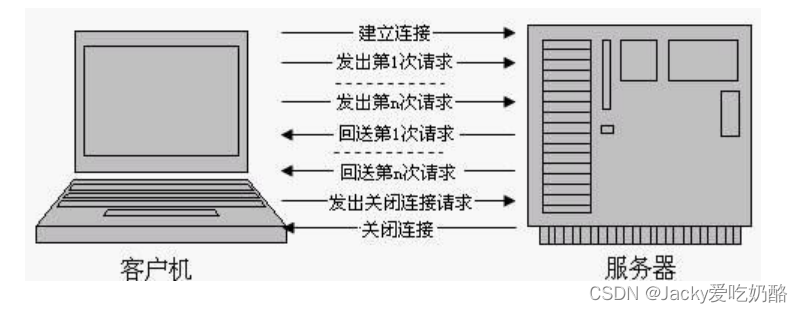 建立连接
发出第1次请求
发出第n次请求
回送第1次请求
回送第n次请求
发出关闭连接请求
关闭连接
客户机
服务器
CSDN @Jacky爱吃奶酪